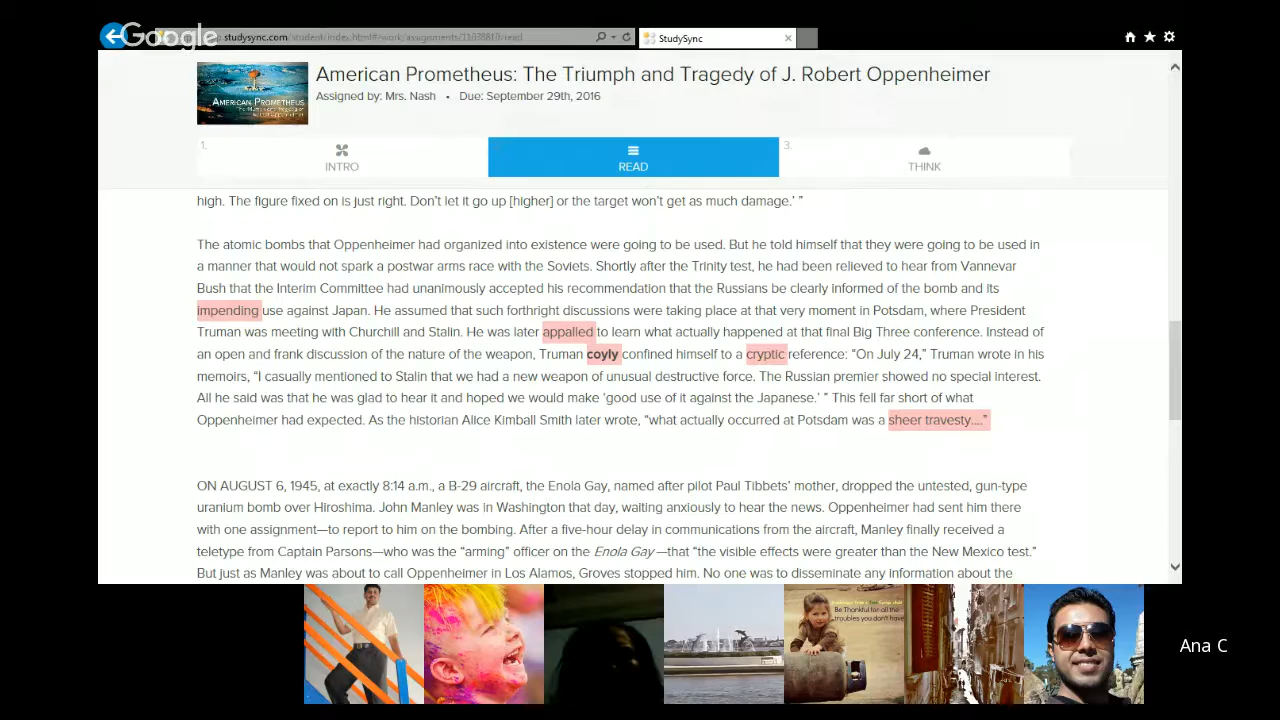 Google
studysync.com/student/index.html#/work/assignments/11038810/read
StudySync
American Prometheus: The Triumph and Tragedy of J. Robert Oppenheimer
Assigned by: Mrs. Nash • Due: September 29th, 2016
AMERICAN PROMETHEUS
1.
INTRO
READ
3.
THINK
high. The figure fixed on is just right. Don’t let it go up [higher] or the target won’t get as much damage.’ ”
The atomic bombs that Oppenheimer had organized into existence were going to be used. But he told himself that they were going to be used in
a manner that would not spark a postwar arms race with the Soviets. Shortly after the Trinity test, he had been relieved to hear from Vannevar
Bush that the Interim Committee had unanimously accepted his recommendation that the Russians be clearly informed of the bomb and its
impending use against Japan. He assumed that such forthright discussions were taking place at that very moment in Potsdam, where President
Truman was meeting with Churchill and Stalin. He was later appalled to learn what actually happened at that final Big Three conference. Instead of
an open and frank discussion of the nature of the weapon, Truman coyly confined himself to a cryptic reference: “On July 24,” Truman wrote in his
memoirs, “I casually mentioned to Stalin that we had a new weapon of unusual destructive force. The Russian premier showed no special interest.
All he said was that he was glad to hear it and hoped we would make ‘good use of it against the Japanese.’ ” This fell far short of what
Oppenheimer had expected. As the historian Alice Kimball Smith later wrote, “what actually occurred at Potsdam was a sheer travesty....”
ON AUGUST 6, 1945, at exactly 8:14 a.m., a B-29 aircraft, the Enola Gay, named after pilot Paul Tibbets’ mother, dropped the untested, gun-type
uranium bomb over Hiroshima. John Manley was in Washington that day, waiting anxiously to hear the news. Oppenheimer had sent him there
with one assignment—to report to him on the bombing. After a five-hour delay in communications from the aircraft, Manley finally received a
teletype from Captain Parsons—who was the “arming” officer on the Enola Gay—that “the visible effects were greater than the New Mexico test.”
But just as Manley was about to call Oppenheimer in Los Alamos, Groves stopped him. No one was to disseminate any information about the
Be Thankful for all the
troubles you don't have
Ana C